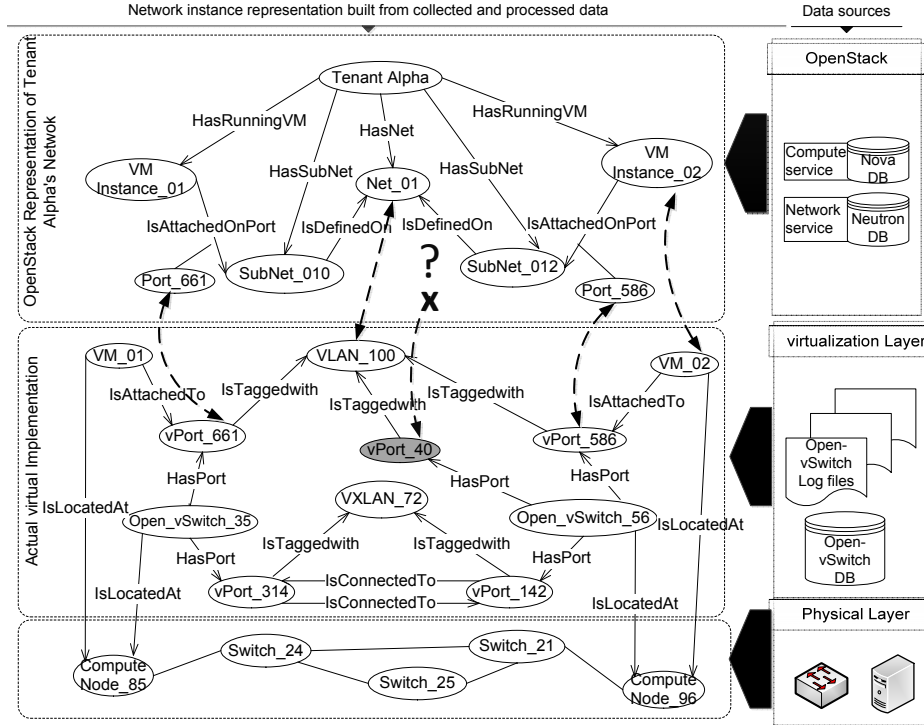 Network instance representation built from collected and processed data
Data sources
OpenStack Representation of Tenant
Alpha's Netwok
Tenant Alpha
HasRunningVM
HasNet
HasRunningVM
HasSubNet
HasSubNet
VM
Instance_01
Net_01
VM
Instance_02
IsAttachedOnPort
IsDefinedOn
IsDefinedOn
IsAttachedOnPort
Port_661
SubNet_010
?
x
SubNet_012
Port_586
OpenStack
Compute
service
Nova
DB
Network
service
Neutron
DB
Actual virtual Implementation
VM_01
VLAN_100
VM_02
IsAttachedTo
IsTaggedwith
IsTaggedwith
IsTaggedwith
IsAttachedTo
vPort_661
vPort_40
vPort_586
HasPort
HasPort
HasPort
VXLAN_72
IsLocatedAt
Open_vSwitch_35
Open_vSwitch_56
IsLocatedAt
HasPort
IsTaggedwith
IsTaggedwith
HasPort
IsLocatedAt
vPort_314
IsConnectedTo
IsConnectedTo
vPort_142
IsLocatedAt
virtualization Layer
Open-
vSwitch
Log files
Open-
vSwitch
DB
Compute
Node_85
Switch_24
Switch_21
Switch_25
Compute
Node_96
Physical Layer